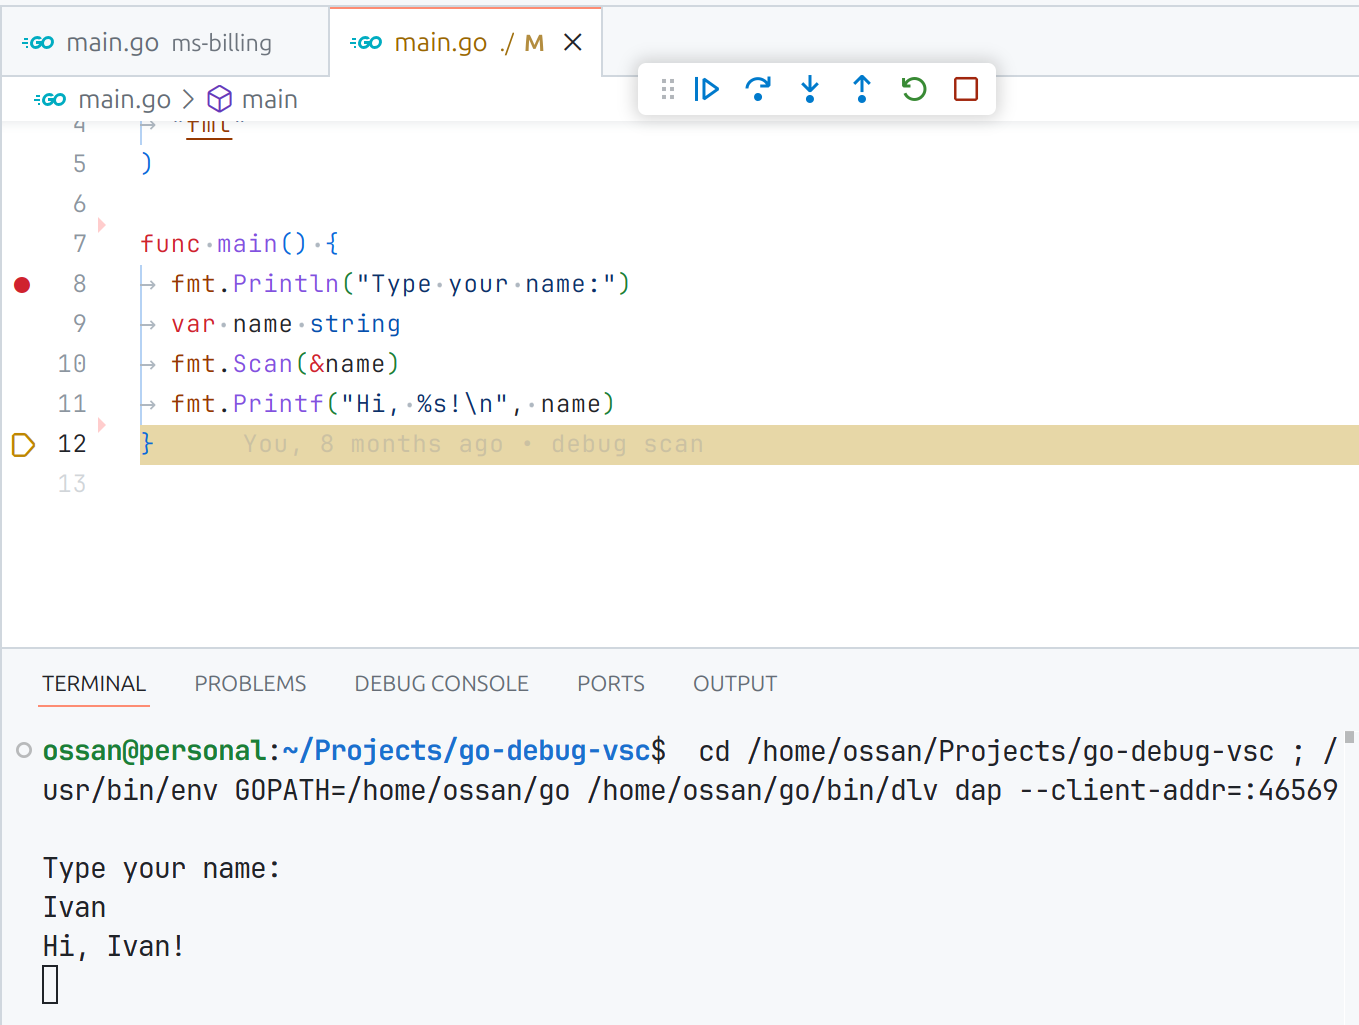 GO main.go ms-billing
GO main.go ./ M
GO main.go > main
4 "fmt"
5 )
6
7 func main() {
8 fmt.Println("Type your name:")
9 var name string
10 fmt.Scan(&name)
11 fmt.Printf("Hi, %s!\n", name)
12 } You, 8 months ago • debug scan
13
TERMINAL PROBLEMS DEBUG CONSOLE PORTS OUTPUT
ossan@personal:~/Projects/go-debug-vsc$ cd /home/ossan/Projects/go-debug-vsc ; /
usr/bin/env GOPATH=/home/ossan/go /home/ossan/go/bin/dlv dap --client-addr=:46569
Type your name:
Ivan
Hi, Ivan!